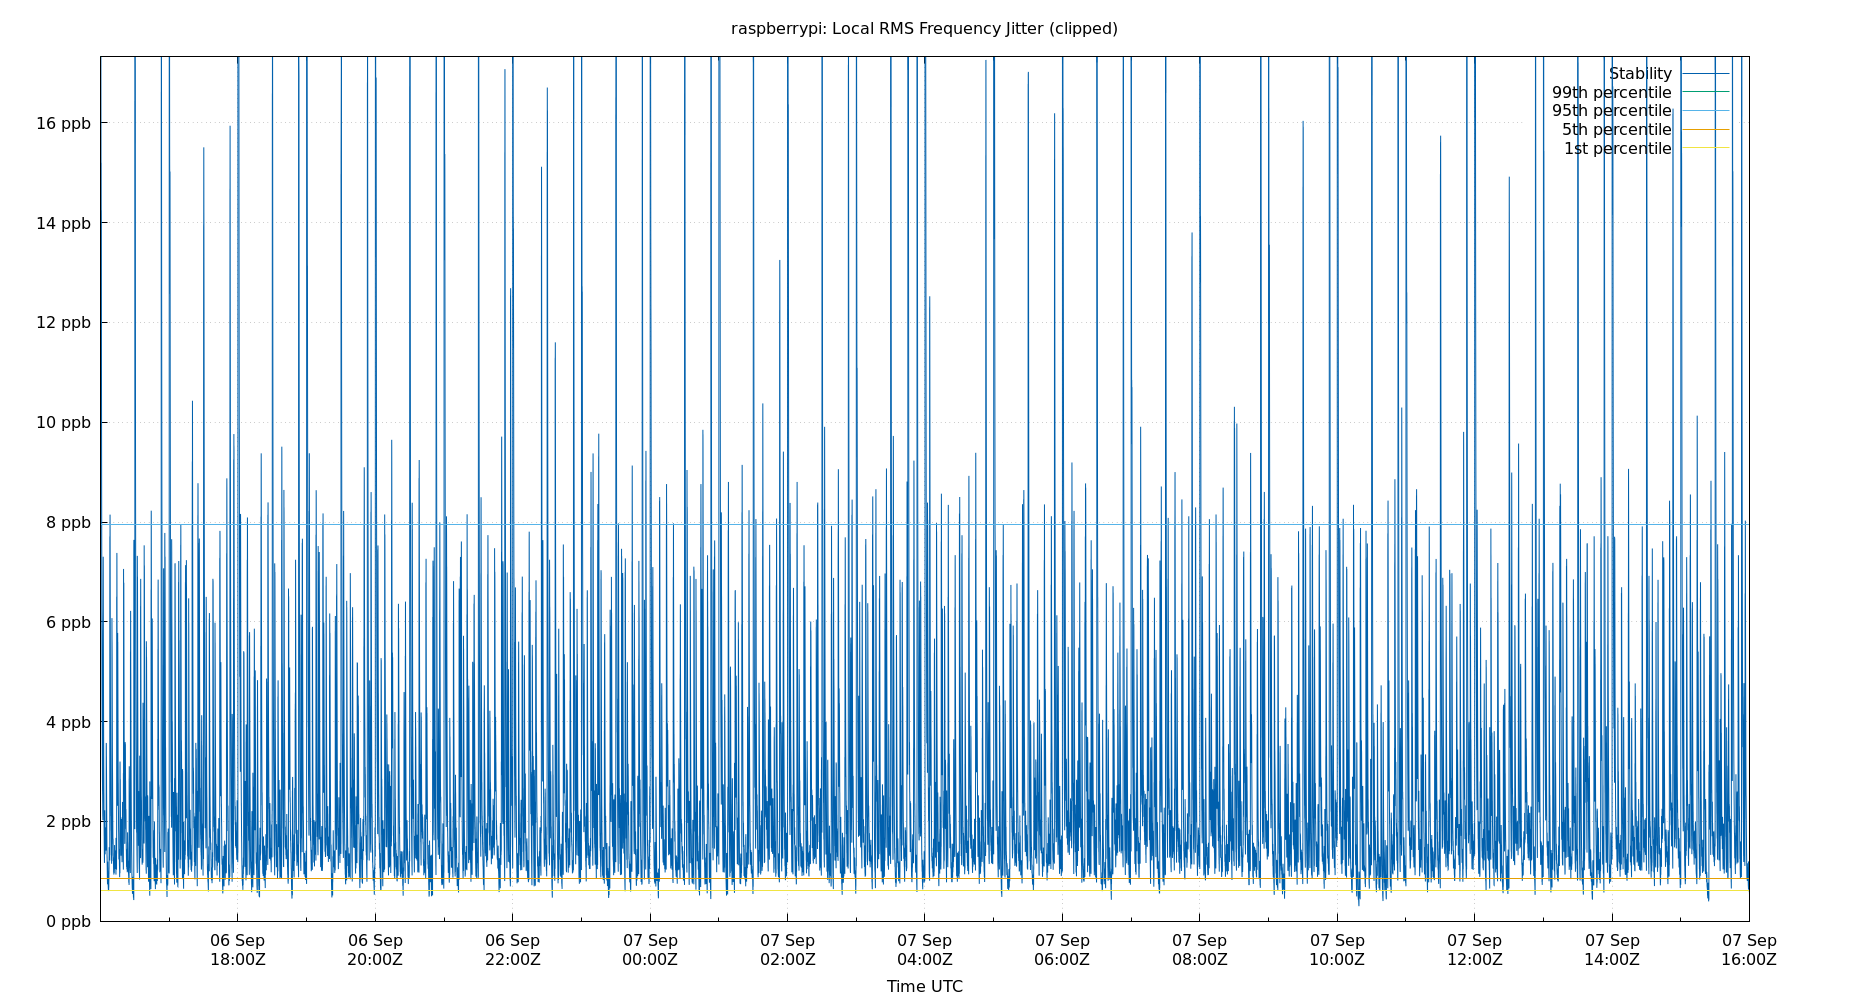 raspberrypi: Local RMS Frequency Jitter (clipped)
Stability
99th percentile
95th percentile
5th percentile
1st percentile
16 ppb
14 ppb
12 ppb
10 ppb
8 ppb
6 ppb
4 ppb
2 ppb
0 ppb
06 Sep 06 Sep 06 Sep 07 Sep 07 Sep 07 Sep 07 Sep 07 Sep 07 Sep 07 Sep 07 Sep 07 Sep
18:00Z 20:00Z 22:00Z 00:00Z 02:00Z 04:00Z 06:00Z 08:00Z 10:00Z 12:00Z 14:00Z 16:00Z
Time UTC